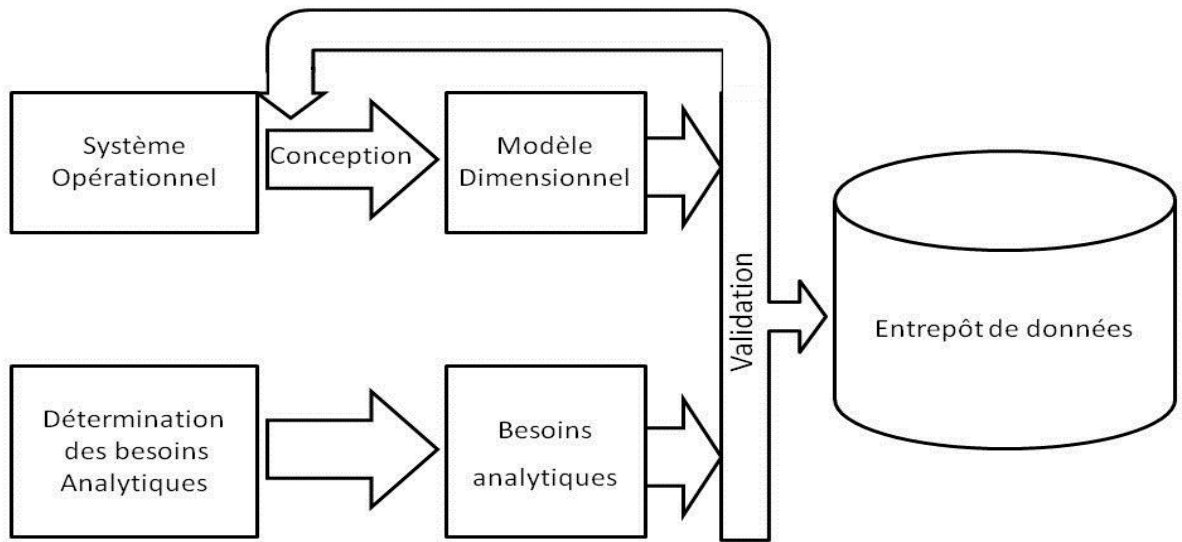 Système
Opérationnel
Conception
Modèle
Dimensionnel
Validation
Entrepôt de données
Détermination
des besoins
Analytiques
Besoins
analytiques